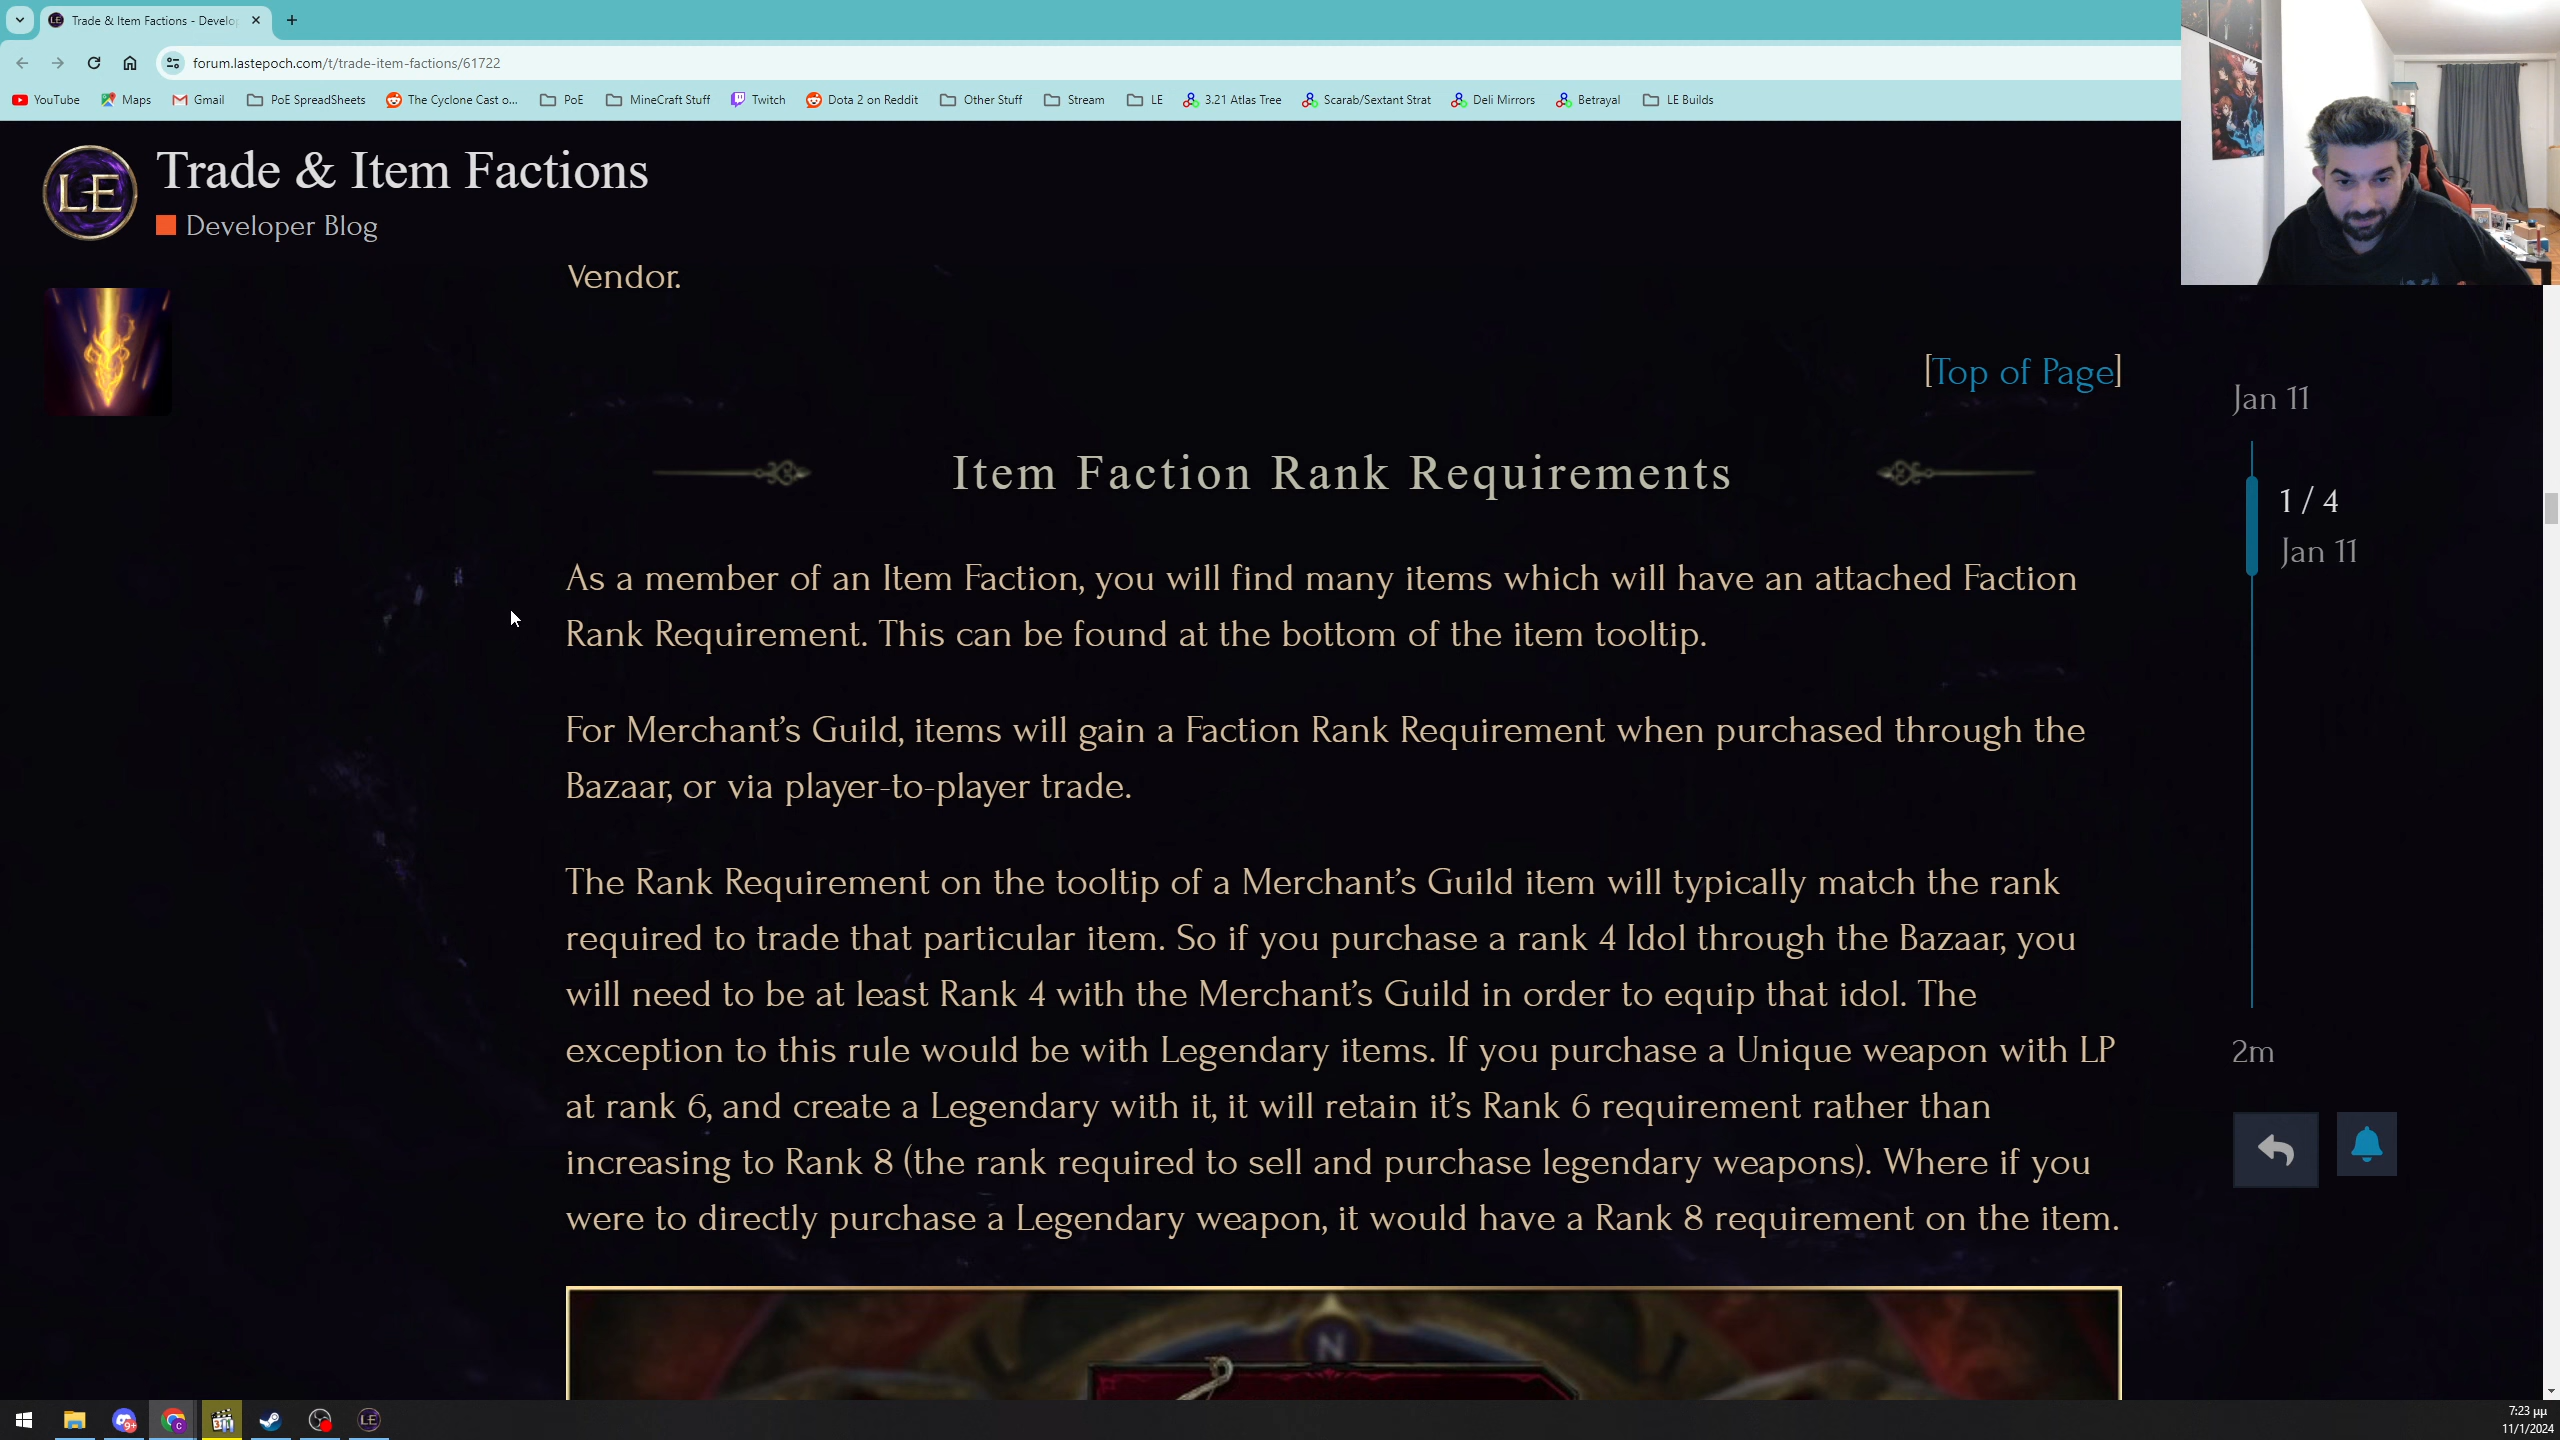 Trade & Item Factions - Develo
forum.lastepoch.com/t/trade-item-factions/61722
YouTube
Maps
Gmail
PoE SpreadSheets
The Cyclone Cast o...
PoE
MineCraft Stuff
Twitch
Dota 2 on Reddit
Other Stuff
Stream
LE
3.21 Atlas Tree
Scarab/Sextant Strat
Deli Mirrors
Betrayal
LE Builds
LE
Trade & Item Factions
Developer Blog
Vendor.
[Top of Page]
Jan 11
Item Faction Rank Requirements
1 / 4
Jan 11
As a member of an Item Faction, you will find many items which will have an attached Faction
Rank Requirement. This can be found at the bottom of the item tooltip.
For Merchant’s Guild, items will gain a Faction Rank Requirement when purchased through the
Bazaar, or via player-to-player trade.
The Rank Requirement on the tooltip of a Merchant’s Guild item will typically match the rank
required to trade that particular item. So if you purchase a rank 4 Idol through the Bazaar, you
will need to be at least Rank 4 with the Merchant’s Guild in order to equip that idol. The
exception to this rule would be with Legendary items. If you purchase a Unique weapon with LP
at rank 6, and create a Legendary with it, it will retain it’s Rank 6 requirement rather than
increasing to Rank 8 (the rank required to sell and purchase legendary weapons). Where if you
were to directly purchase a Legendary weapon, it would have a Rank 8 requirement on the item.
2m
N
9+
LE
7:23 μμ
11/1/2024